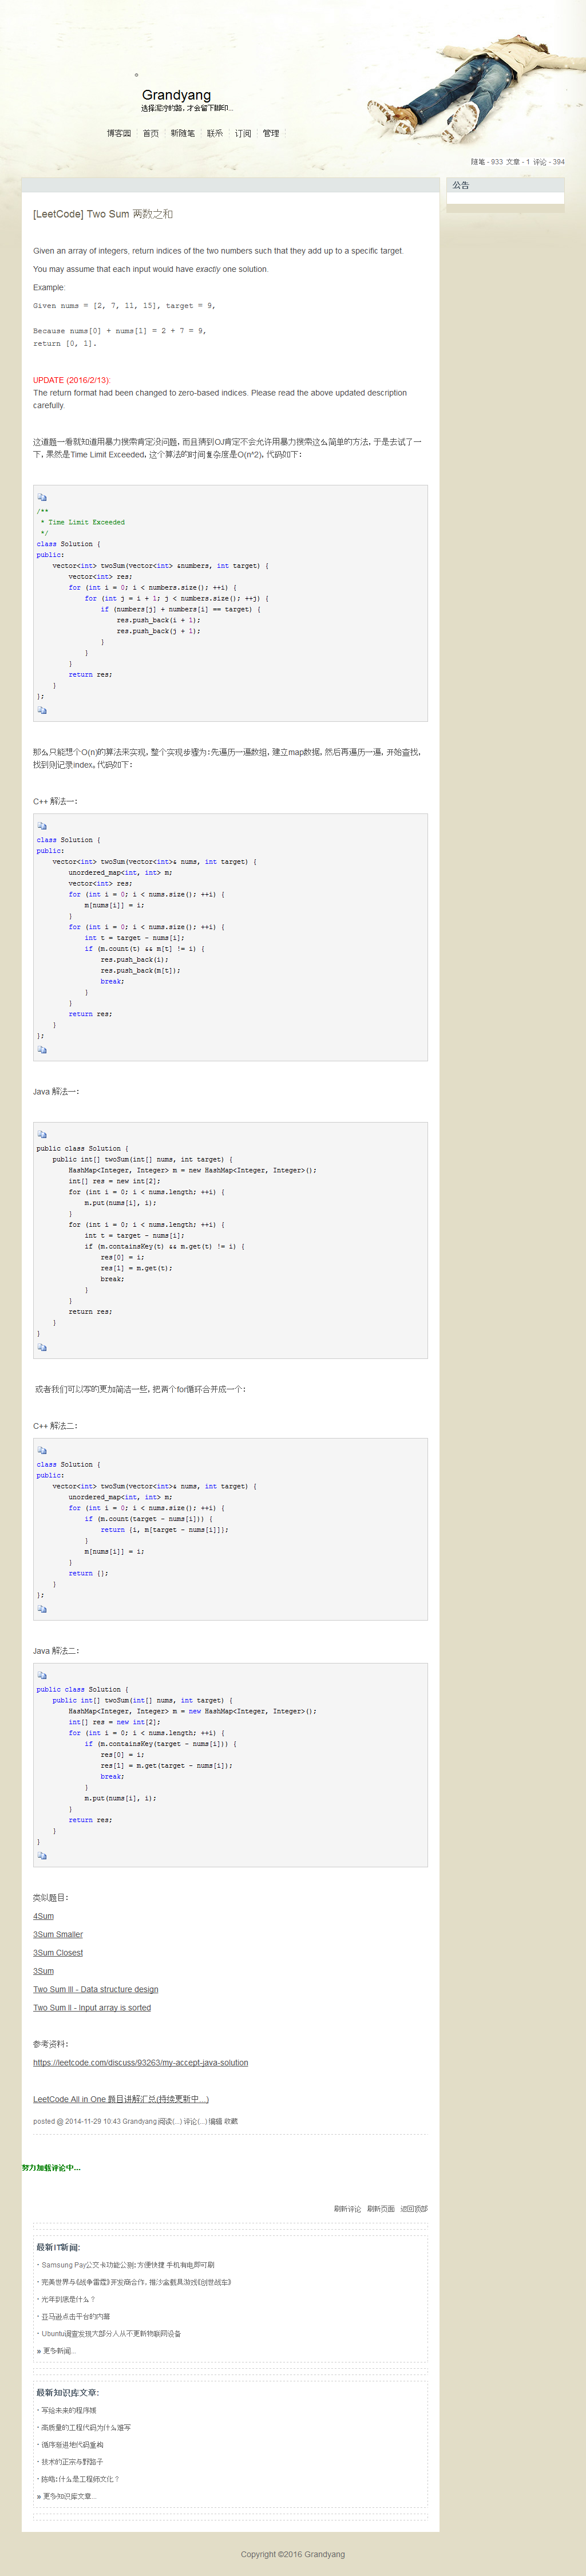 Grandyang
选择泥泞的路，才会留下脚印...
博客园 首页 新随笔 联系 订阅 管理
随笔 - 933 文章 - 1 评论 - 394
公告
[LeetCode] Two Sum 两数之和
Given an array of integers, return indices of the two numbers such that they add up to a specific target.
You may assume that each input would have exactly one solution.
Example:
Given nums = [2, 7, 11, 15], target = 9,
Because nums[0] + nums[1] = 2 + 7 = 9,
return [0, 1].
UPDATE (2016/2/13):
The return format had been changed to zero-based indices. Please read the above updated description
carefully.
这道题一看就知道用暴力搜索肯定没问题，而且猜到OJ肯定不会允许用暴力搜索这么简单的方法，于是去试了一
下，果然是Time Limit Exceeded，这个算法的时间复杂度是O(n^2)。代码如下：
/**
 * Time Limit Exceeded
 */
class Solution {
public:
    vector<int> twoSum(vector<int> &numbers, int target) {
        vector<int> res;
        for (int i = 0; i < numbers.size(); ++i) {
            for (int j = i + 1; j < numbers.size(); ++j) {
                if (numbers[j] + numbers[i] == target) {
                    res.push_back(i + 1);
                    res.push_back(j + 1);
                }
            }
        }
        return res;
    }
};
那么只能想个O(n)的算法来实现，整个实现步骤为：先遍历一遍数组，建立map数据，然后再遍历一遍，开始查找，
找到则记录index。代码如下：
C++ 解法一：
class Solution {
public:
    vector<int> twoSum(vector<int>& nums, int target) {
        unordered_map<int, int> m;
        vector<int> res;
        for (int i = 0; i < nums.size(); ++i) {
            m[nums[i]] = i;
        }
        for (int i = 0; i < nums.size(); ++i) {
            int t = target - nums[i];
            if (m.count(t) && m[t] != i) {
                res.push_back(i);
                res.push_back(m[t]);
                break;
            }
        }
        return res;
    }
};
Java 解法一：
public class Solution {
    public int[] twoSum(int[] nums, int target) {
        HashMap<Integer, Integer> m = new HashMap<Integer, Integer>();
        int[] res = new int[2];
        for (int i = 0; i < nums.length; ++i) {
            m.put(nums[i], i);
        }
        for (int i = 0; i < nums.length; ++i) {
            int t = target - nums[i];
            if (m.containsKey(t) && m.get(t) != i) {
                res[0] = i;
                res[1] = m.get(t);
                break;
            }
        }
        return res;
    }
}
或者我们可以写的更加简洁一些，把两个for循环合并成一个：
C++ 解法二：
class Solution {
public:
    vector<int> twoSum(vector<int>& nums, int target) {
        unordered_map<int, int> m;
        for (int i = 0; i < nums.size(); ++i) {
            if (m.count(target - nums[i])) {
                return {i, m[target - nums[i]]};
            }
            m[nums[i]] = i;
        }
        return {};
    }
};
Java 解法二：
public class Solution {
    public int[] twoSum(int[] nums, int target) {
        HashMap<Integer, Integer> m = new HashMap<Integer, Integer>();
        int[] res = new int[2];
        for (int i = 0; i < nums.length; ++i) {
            if (m.containsKey(target - nums[i])) {
                res[0] = i;
                res[1] = m.get(target - nums[i]);
                break;
            }
            m.put(nums[i], i);
        }
        return res;
    }
}
类似题目：
4Sum
3Sum Smaller
3Sum Closest
3Sum
Two Sum III - Data structure design
Two Sum II - Input array is sorted
参考资料：
https://leetcode.com/discuss/93263/my-accept-java-solution
LeetCode All in One 题目讲解汇总(持续更新中...)
posted @ 2014-11-29 10:43 Grandyang 阅读(...) 评论(...) 编辑 收藏
努力加载评论中...
刷新评论 刷新页面 返回顶部
最新IT新闻:
· Samsung Pay公交卡功能公测：方便快捷 手机有电即可刷
· 完美世界与《战争雷霆》开发商合作，推沙盒载具游戏《创世战车》
· 光年到底是什么？
· 亚马逊点击平台的内幕
· Ubuntu调查发现大部分人从不更新物联网设备
» 更多新闻...
最新知识库文章:
· 写给未来的程序媛
· 高质量的工程代码为什么难写
· 循序渐进地代码重构
· 技术的正宗与野路子
· 陈皓：什么是工程师文化？
» 更多知识库文章...
Copyright ©2016 Grandyang